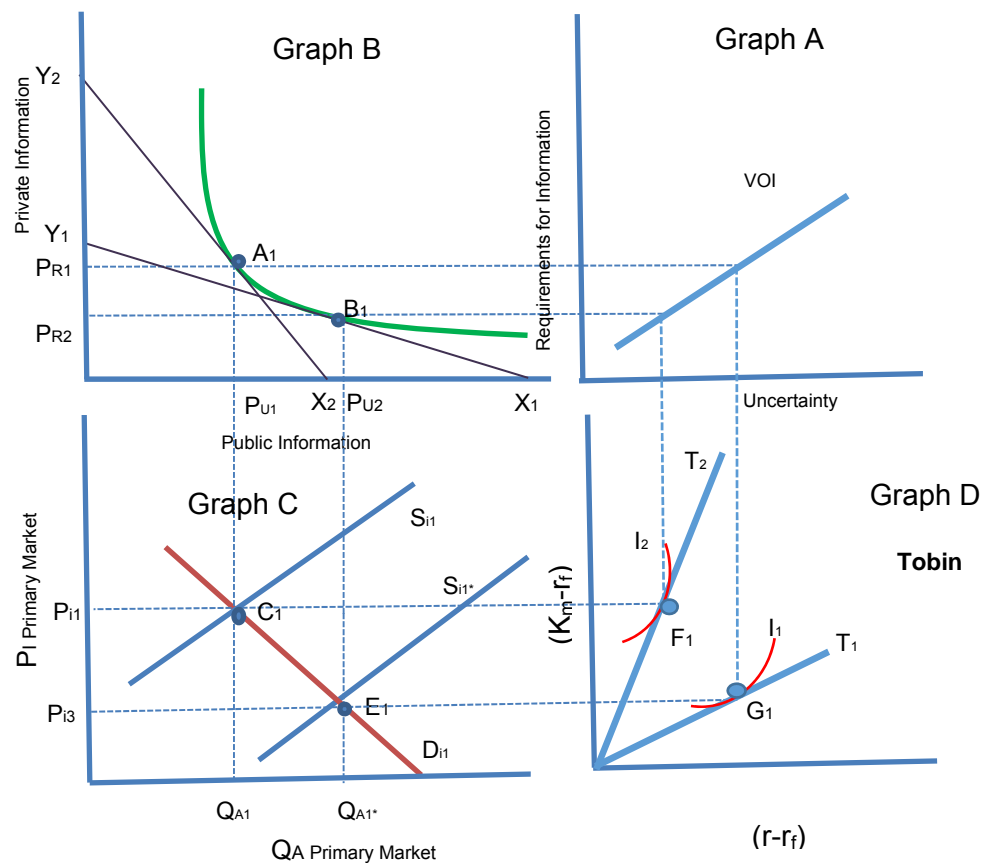 Graph B
Graph A
Private Information
Y2
Y1
PR1
PR2
A1
B1
PU1
X2
PU2
X1
Public Information
Requirements for Information
VOI
Uncertainty
Graph C
PI Primary Market
Pi1
Pi3
Si1
Si1*
C1
E1
Di1
QA1
QA1*
QA Primary Market
Graph D
Tobin
(Km-rf)
T2
I2
F1
I1
T1
G1
(r-rf)